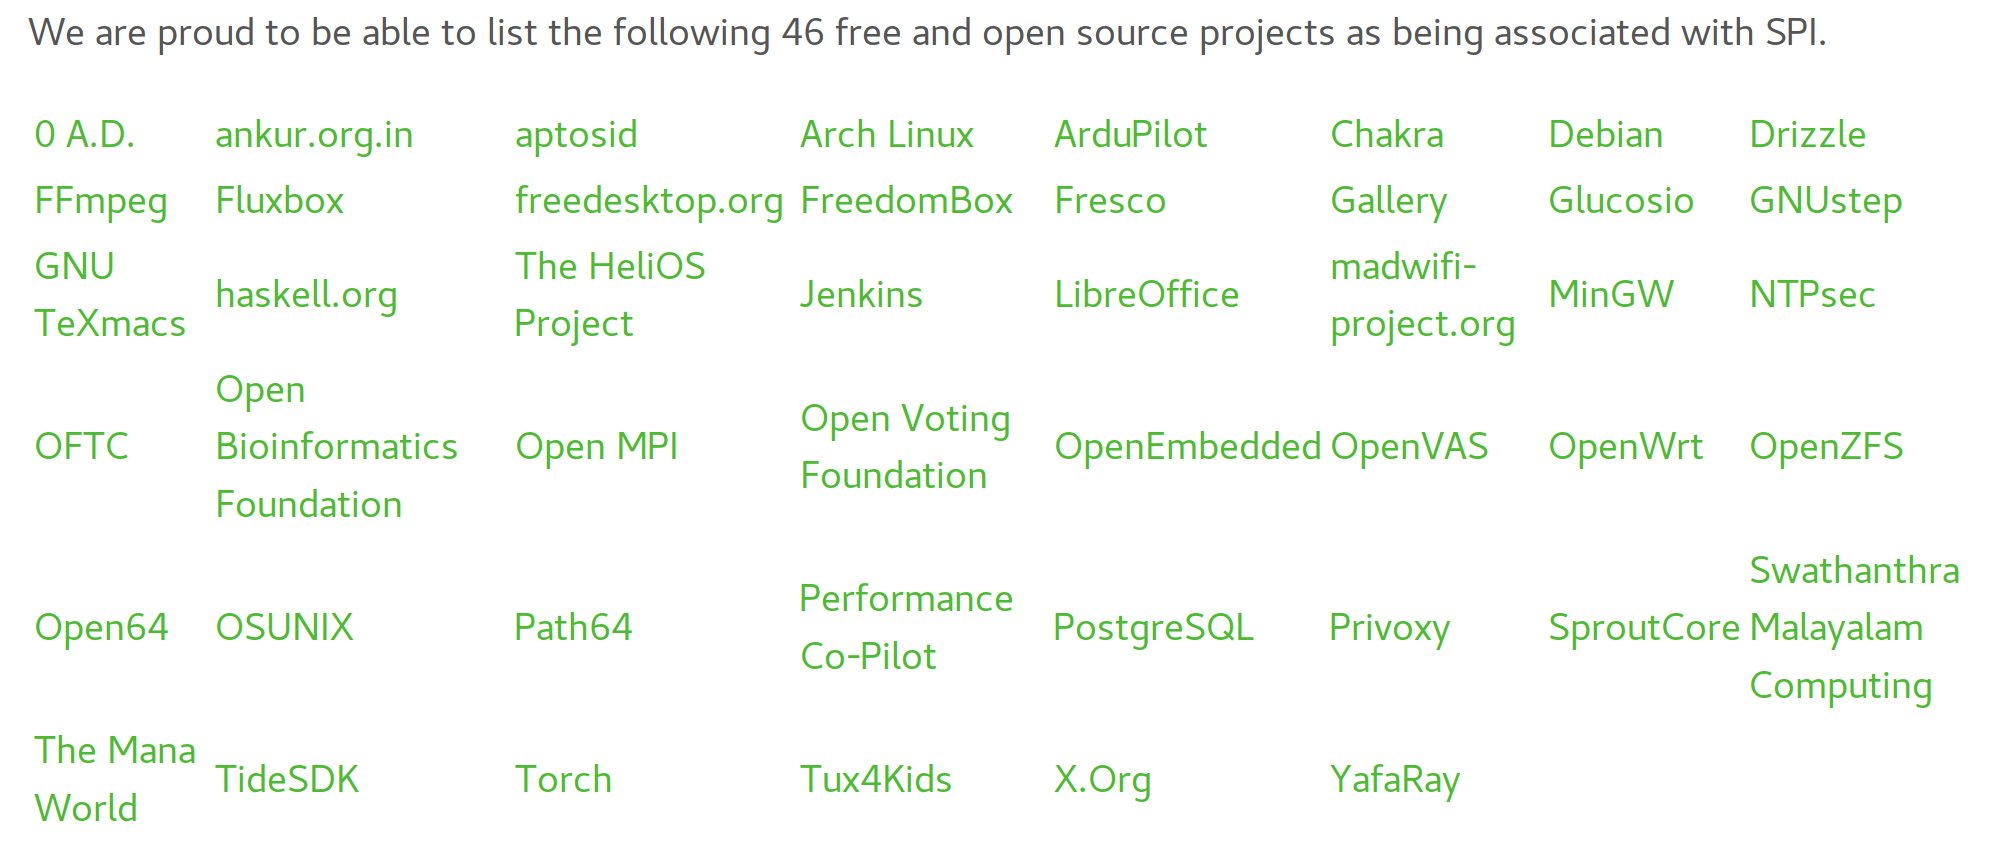 We are proud to be able to list the following 46 free and open source projects as being associated with SPI.
0 A.D. ankur.org.in aptosid Arch Linux ArduPilot Chakra Debian Drizzle
FFmpeg Fluxbox freedesktop.org FreedomBox Fresco Gallery Glucosio GNUstep
GNU TeXmacs haskell.org The HeliOS Project Jenkins LibreOffice madwifi-project.org MinGW NTPsec
OFTC Open Bioinformatics Foundation Open MPI Open Voting Foundation OpenEmbedded OpenVAS OpenWrt OpenZFS
Open64 OSUNIX Path64 Performance Co-Pilot PostgreSQL Privoxy SproutCore Swathanthra Malayalam Computing
The Mana World TideSDK Torch Tux4Kids X.Org YafaRay